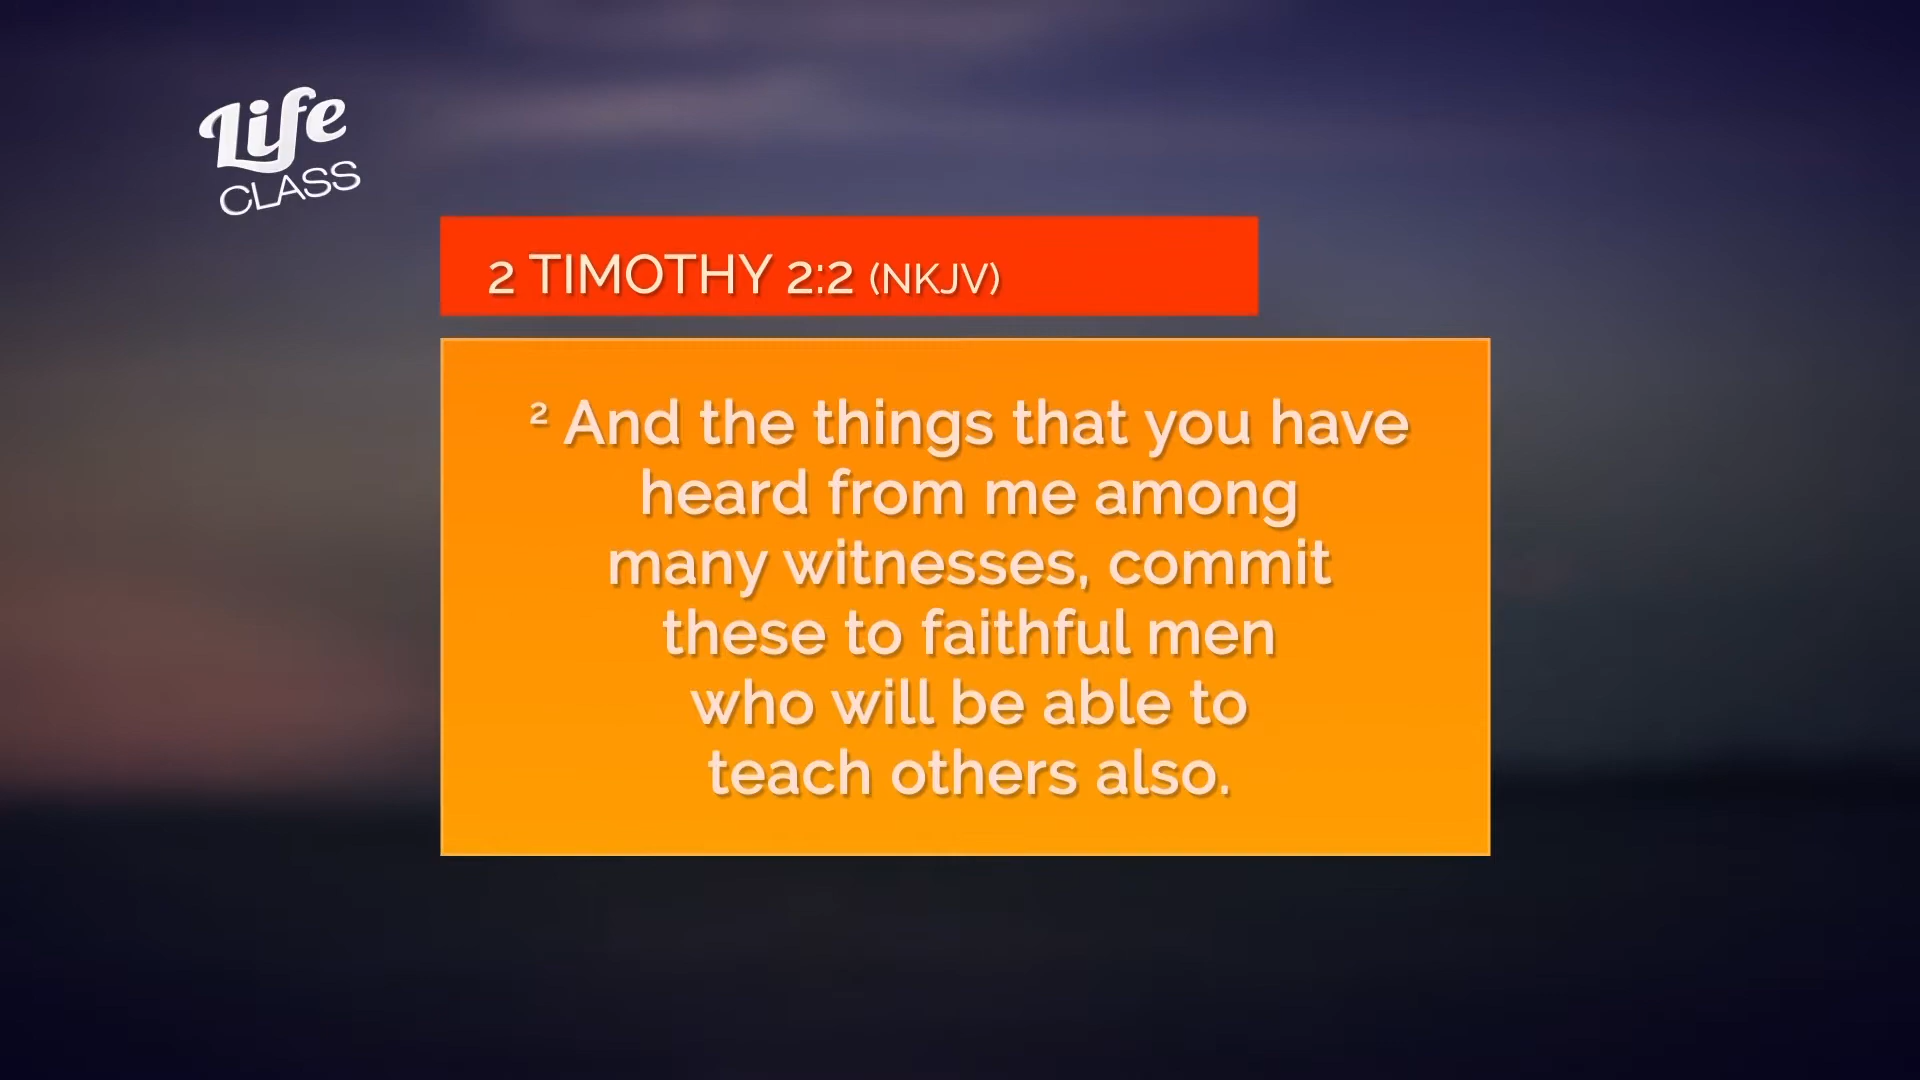 Life
CLASS
2 TIMOTHY 2:2 (NKJV)
² And the things that you have
heard from me among
many witnesses, commit
these to faithful men
who will be able to
teach others also.